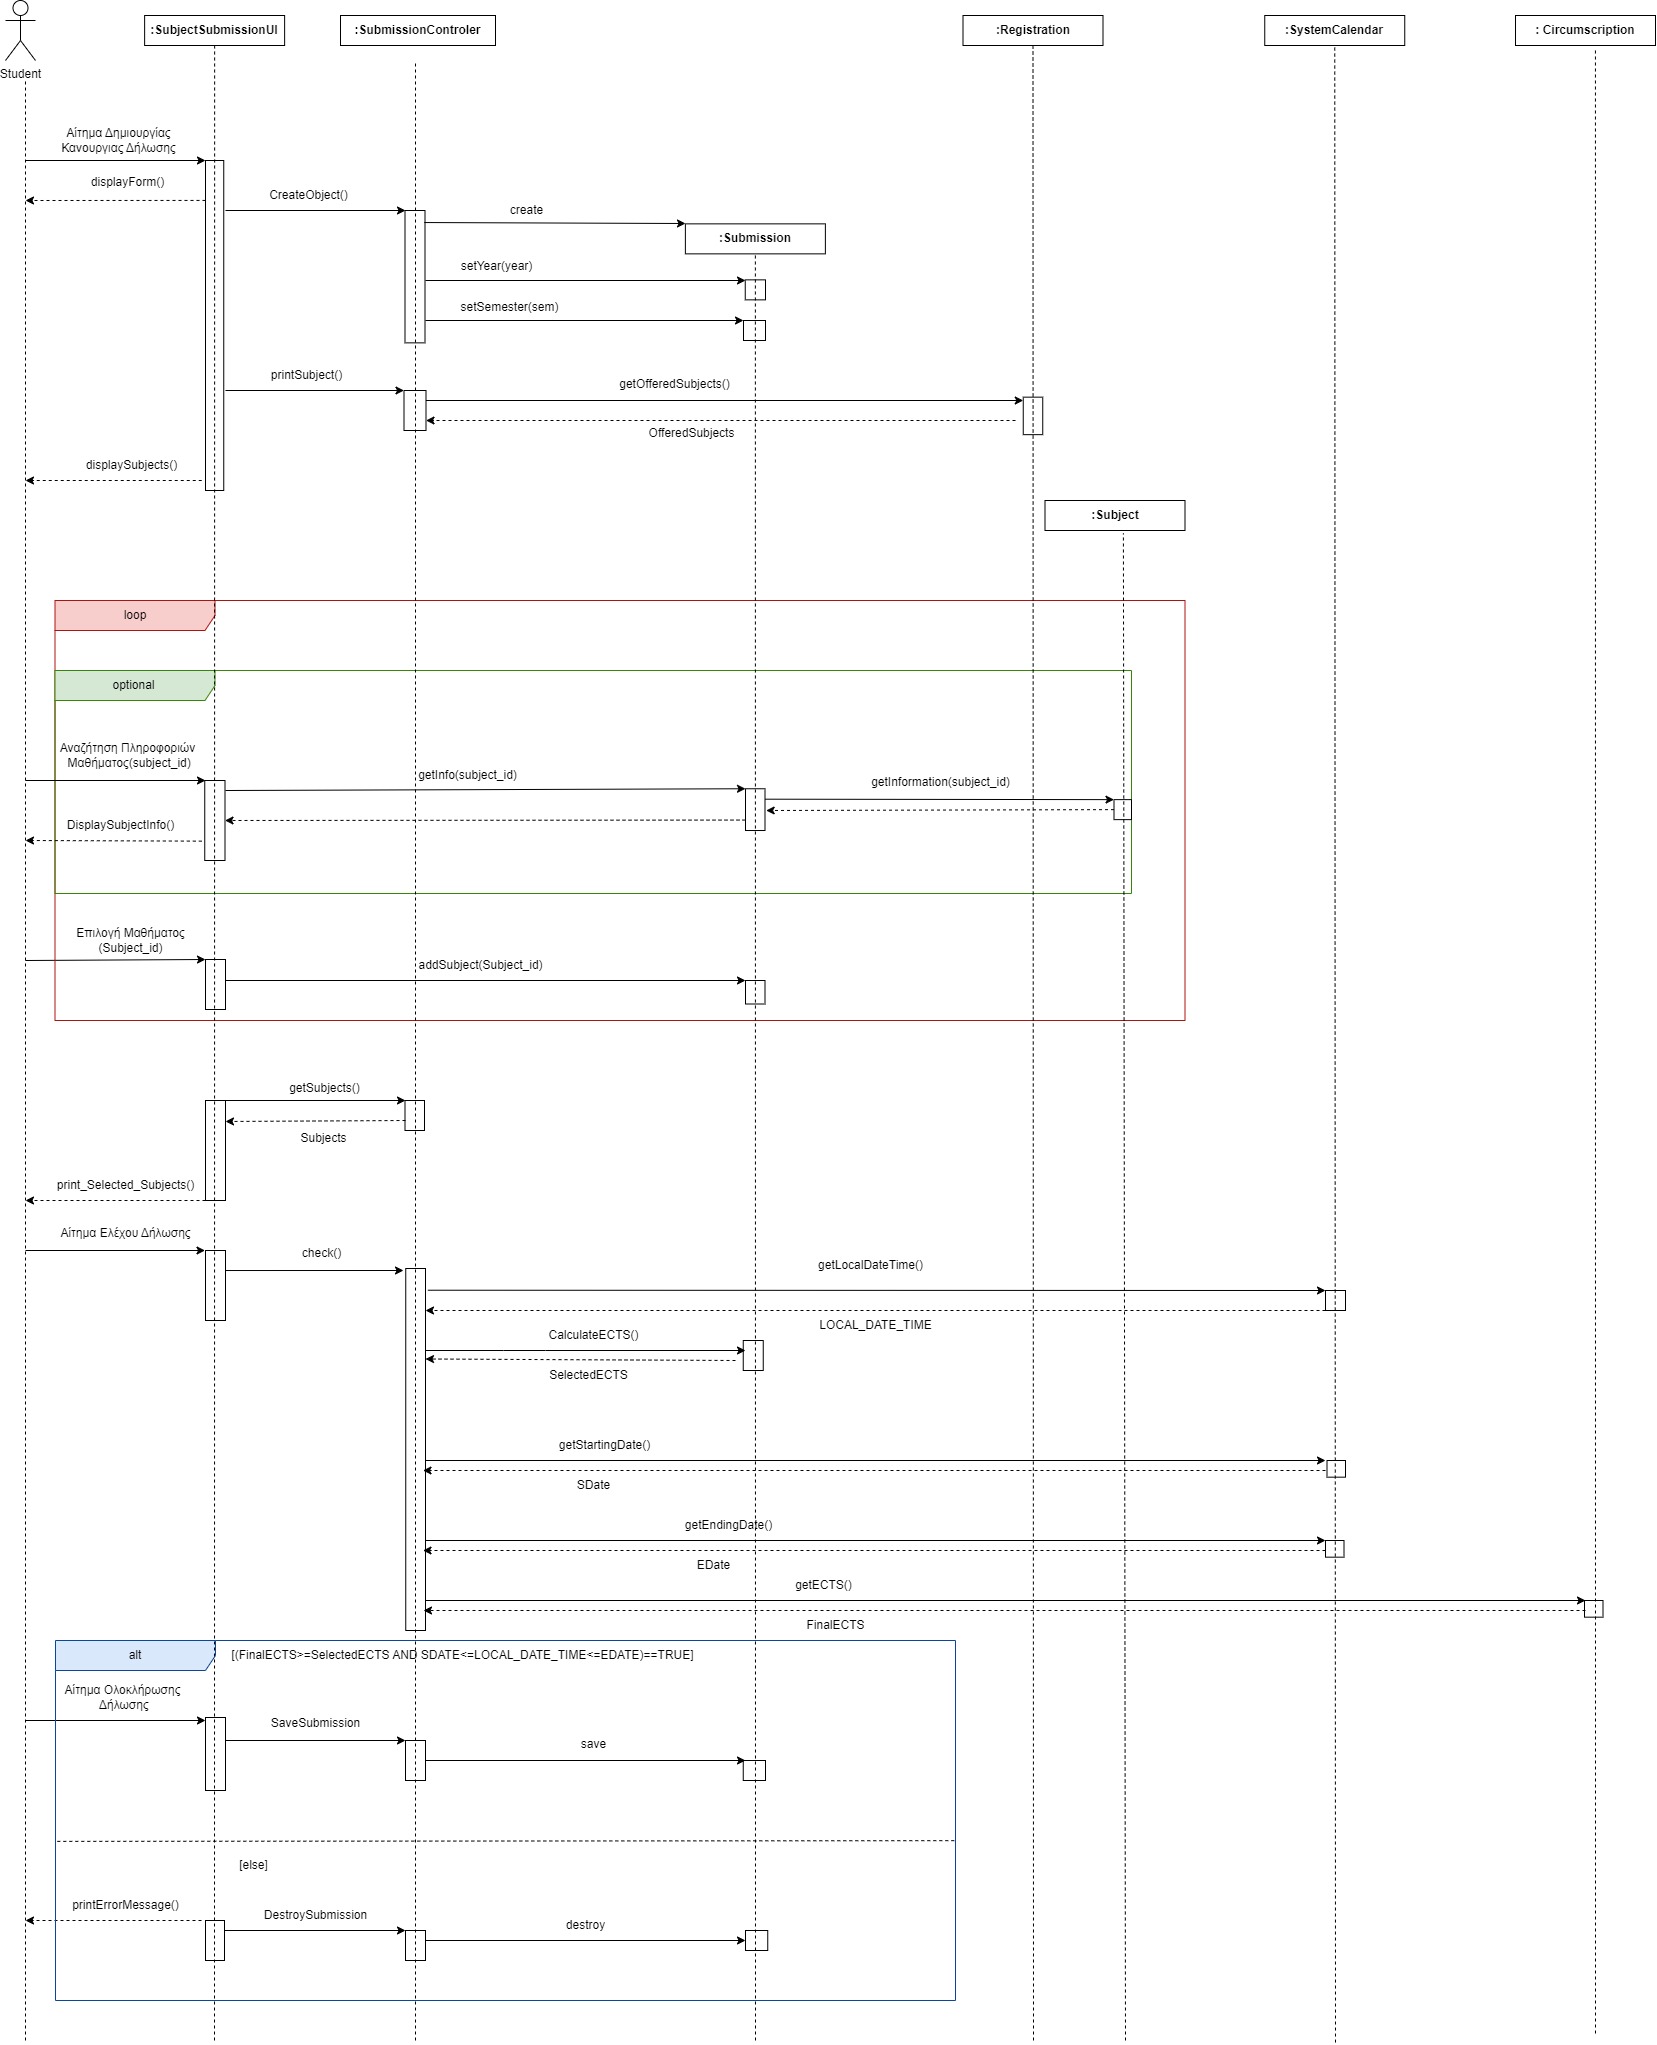 :SubjectSubmissionUI
:SubmissionControler
:Registration
:SystemCalendar
: Circumscription
Student
Αίτημα Δημιουργίας
Κανουργιας Δήλωσης
displayForm()
CreateObject()
create
:Submission
setYear(year)
setSemester(sem)
printSubject()
getOfferedSubjects()
OfferedSubjects
displaySubjects()
:Subject
loop
optional
Αναζήτηση Πληροφοριών
Μαθήματος(subject_id)
getInfo(subject_id)
getInformation(subject_id)
DisplaySubjectInfo()
Επιλογή Μαθήματος
(Subject_id)
addSubject(Subject_id)
getSubjects()
Subjects
print_Selected_Subjects()
Αίτημα Ελέχου Δήλωσης
check()
getLocalDateTime()
LOCAL_DATE_TIME
CalculateECTS()
SelectedECTS
getStartingDate()
SDate
getEndingDate()
EDate
getECTS()
FinalECTS
alt
[(FinalECTS>=SelectedECTS AND SDATE<=LOCAL_DATE_TIME<=EDATE)==TRUE]
Αίτημα Ολοκλήρωσης
Δήλωσης
SaveSubmission
save
[else]
printErrorMessage()
DestroySubmission
destroy